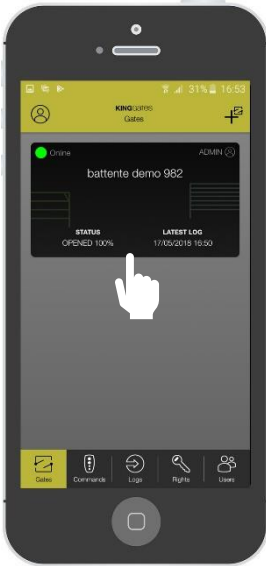 31% 16:53
KINGGates
Gates
Online
ADMIN
battente demo 982
STATUS
LATEST LOG
OPENED 100%
17/05/2018 16:50
Gates
Commands
Logs
Rights
Users